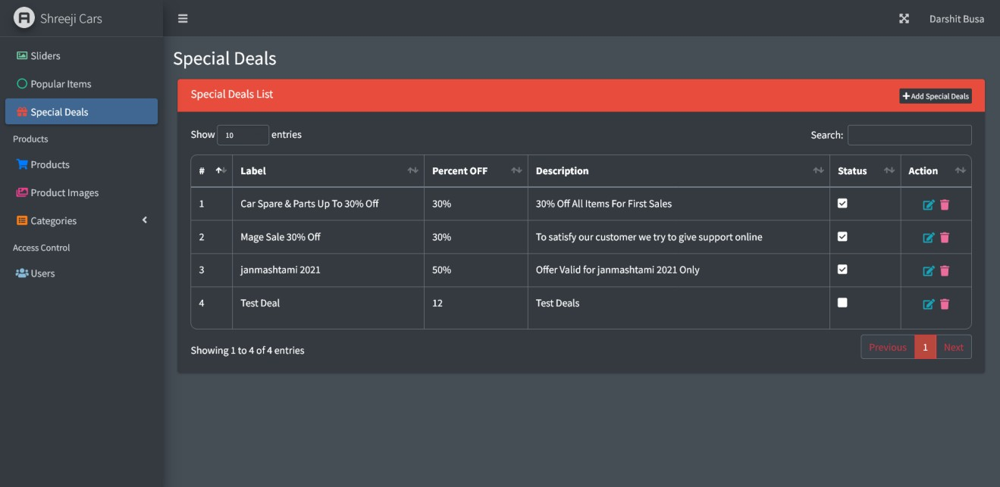 Shreeji Cars
Darshit Busa
Sliders
Popular Items
Special Deals
Products
Products
Product Images
Categories
Access Control
Users
Special Deals
Special Deals List
Add Special Deals
Show 10 entries
Search:
# Label Percent OFF Description Status Action
1 Car Spare & Parts Up To 30% Off 30% 30% Off All Items For First Sales
2 Mage Sale 30% Off 30% To satisfy our customer we try to give support online
3 janmashtami 2021 50% Offer Valid for janmashtami 2021 Only
4 Test Deal 12 Test Deals
Showing 1 to 4 of 4 entries
Previous 1 Next